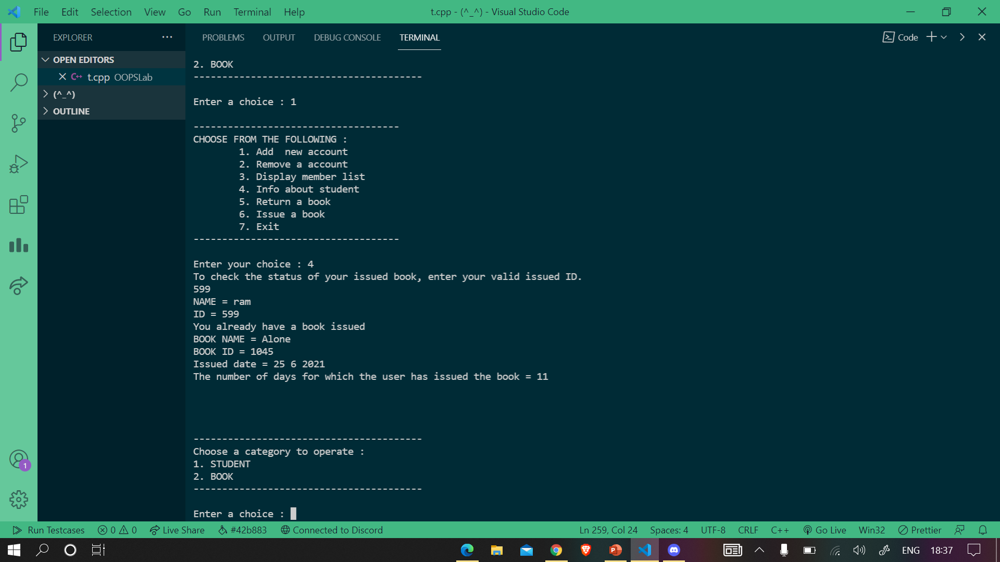 File Edit Selection View Go Run Terminal Help t.cpp - (^_^) - Visual Studio Code
EXPLORER ...
OPEN EDITORS
C++ t.cpp OOPSLab
(^_^)
OUTLINE
PROBLEMS OUTPUT DEBUG CONSOLE TERMINAL Code
2. BOOK
----------------------------------------
Enter a choice : 1
------------------------------------
CHOOSE FROM THE FOLLOWING :
1. Add  new account
2. Remove a account
3. Display member list
4. Info about student
5. Return a book
6. Issue a book
7. Exit
------------------------------------
Enter your choice : 4
To check the status of your issued book, enter your valid issued ID.
599
NAME = ram
ID = 599
You already have a book issued
BOOK NAME = Alone
BOOK ID = 1045
Issued date = 25 6 2021
The number of days for which the user has issued the book = 11
----------------------------------------
Choose a category to operate :
1. STUDENT
2. BOOK
----------------------------------------
Enter a choice :
1
Run Testcases 0 0 Live Share #42b883 Connected to Discord Ln 259, Col 24 Spaces: 4 UTF-8 CRLF C++ Go Live Win32 Prettier
P ENG 18:37